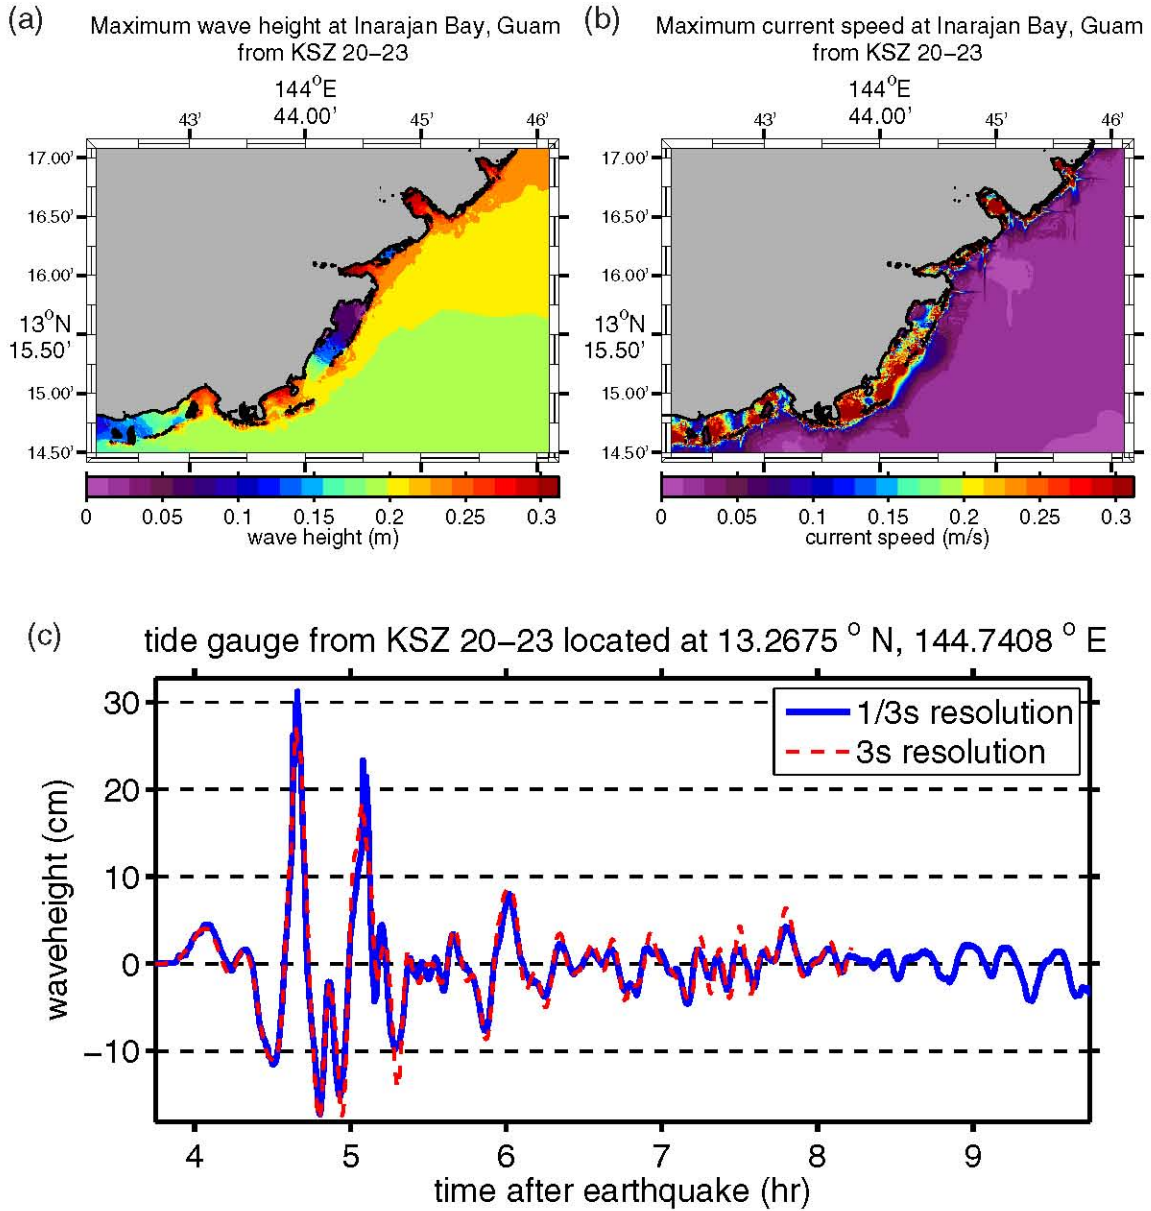 (a)
Maximum wave height at Inarajan Bay, Guam
from KSZ 20−23
144°E
43' 44.00' 45' 46'
17.00'
16.50'
16.00'
13°N
15.50'
15.00'
14.50'
0 0.05 0.1 0.15 0.2 0.25 0.3
wave height (m)
(b)
Maximum current speed at Inarajan Bay, Guam
from KSZ 20−23
144°E
43' 44.00' 45' 46'
17.00'
16.50'
16.00'
13°N
15.50'
15.00'
14.50'
0 0.05 0.1 0.15 0.2 0.25 0.3
current speed (m/s)
(c)
tide gauge from KSZ 20−23 located at 13.2675 ° N, 144.7408 ° E
1/3s resolution
3s resolution
waveheight (cm)
30
20
10
0
−10
4 5 6 7 8 9
time after earthquake (hr)